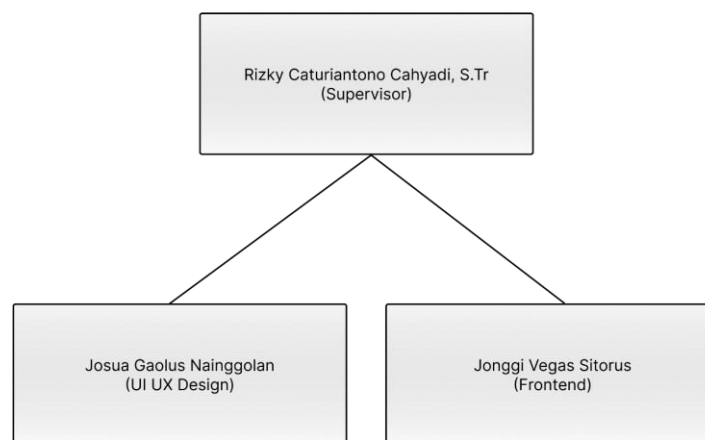 Rizky Caturiantono Cahyadi, S.Tr
(Supervisor)
Josua Gaolus Nainggolan
(UI UX Design)
Jonggi Vegas Sitorus
(Frontend)